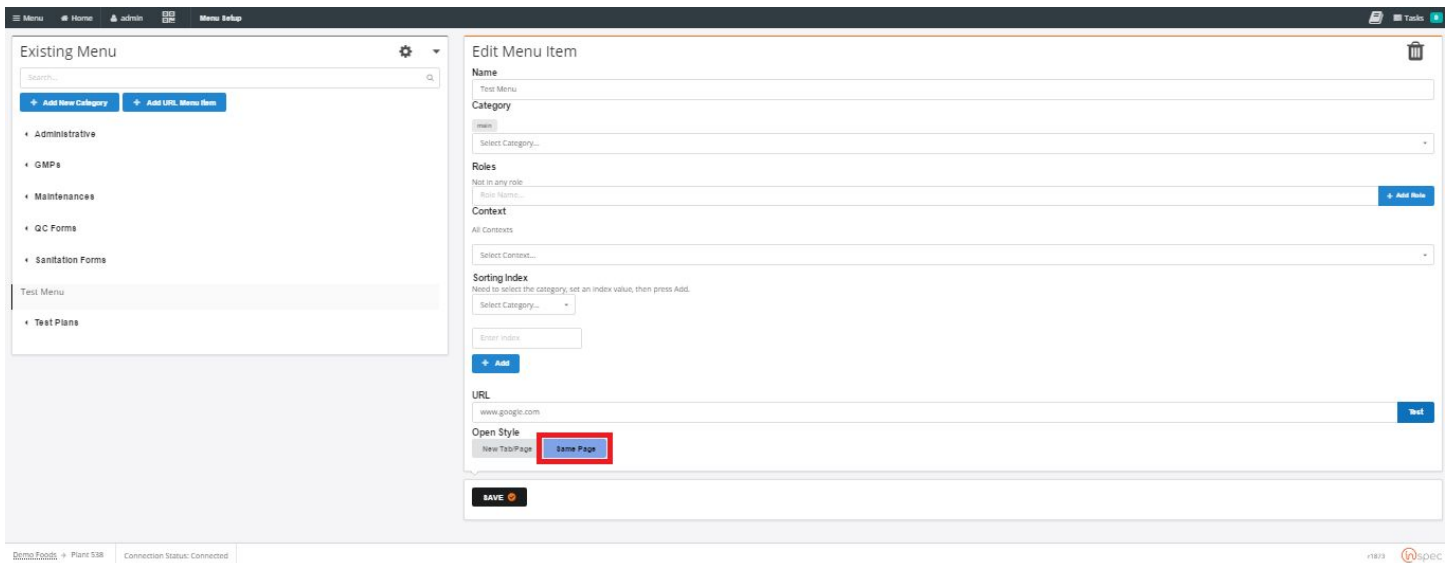 Menu Home admin Menu Setup Tasks 0
Existing Menu
Search...
+ Add New Category + Add URL Menu Item
Administrative
GMPs
Maintenances
QC Forms
Sanitation Forms
Test Menu
Test Plans
Edit Menu Item
Name
Test Menu
Category
main
Select Category...
Roles
Not in any role
Role Name... + Add Role
Context
All Contexts
Select Context...
Sorting Index
Need to select the category, set an index value, then press Add.
Select Category...
Enter index
+ Add
URL
www.google.com Test
Open Style
New Tab/Page Same Page
SAVE
Demo Foods → Plant 538 Connection Status: Connected inspec